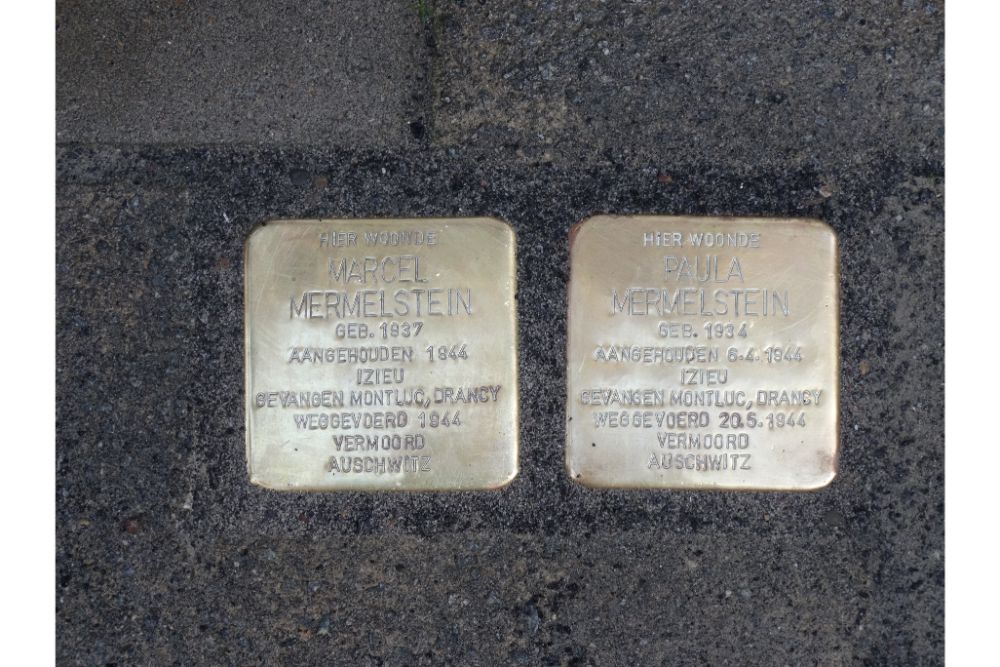 HIER WOONDE
MARCEL
MERMELSTEIN
GEB. 1937
AANGEHOUDEN 1944
IZIEU
GEVANGEN MONTLUC, DRANCY
WEGGEVOERD 1944
VERMOORD
AUSCHWITZ
HIER WOONDE
PAULA
MERMELSTEIN
GEB. 1934
AANGEHOUDEN 6-4-1944
IZIEU
GEVANGEN MONTLUC, DRANCY
WEGGEVOERD 20.5.1944
VERMOORD
AUSCHWITZ